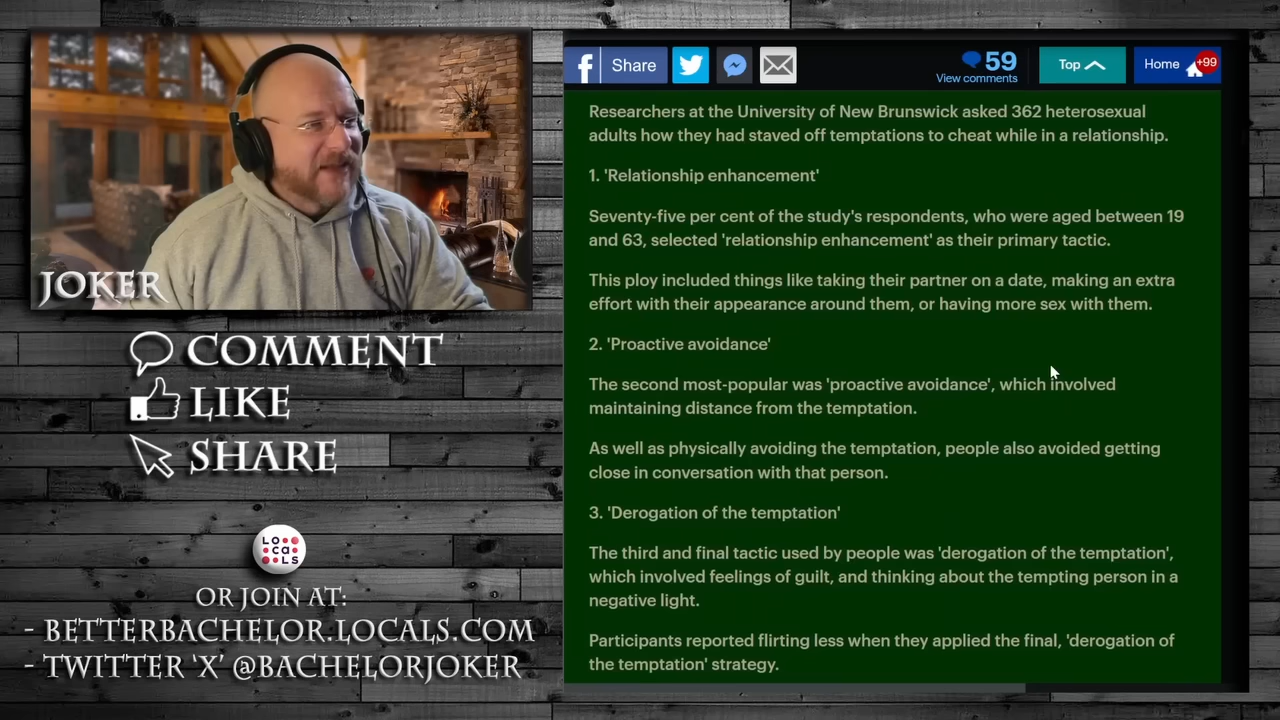 JOKER
COMMENT
LIKE
SHARE
LOCALS
OR JOIN AT:
- BETTERBACHELOR.LOCALS.COM
- TWITTER 'X' @BACHELORJOKER
f Share
59
View comments
Top
Home
+99
Researchers at the University of New Brunswick asked 362 heterosexual
adults how they had staved off temptations to cheat while in a relationship.
1. 'Relationship enhancement'
Seventy-five per cent of the study's respondents, who were aged between 19
and 63, selected 'relationship enhancement' as their primary tactic.
This ploy included things like taking their partner on a date, making an extra
effort with their appearance around them, or having more sex with them.
2. 'Proactive avoidance'
The second most-popular was 'proactive avoidance', which involved
maintaining distance from the temptation.
As well as physically avoiding the temptation, people also avoided getting
close in conversation with that person.
3. 'Derogation of the temptation'
The third and final tactic used by people was 'derogation of the temptation',
which involved feelings of guilt, and thinking about the tempting person in a
negative light.
Participants reported flirting less when they applied the final, 'derogation of
the temptation' strategy.